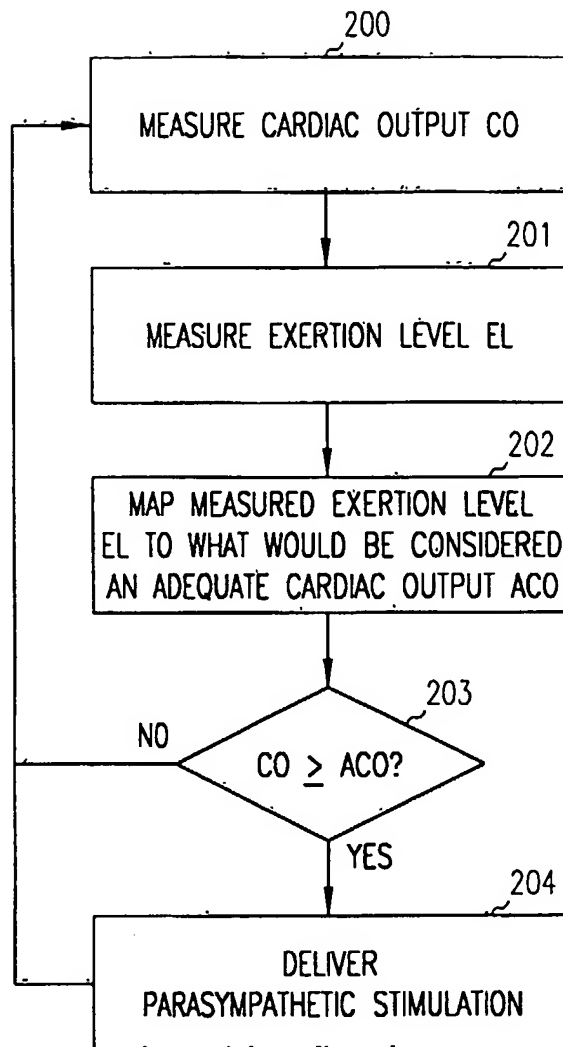 200
MEASURE CARDIAC OUTPUT CO
201
MEASURE EXERTION LEVEL EL
202
MAP MEASURED EXERTION LEVEL
EL TO WHAT WOULD BE CONSIDERED
AN ADEQUATE CARDIAC OUTPUT ACO
203
NO
CO ≥ ACO?
YES
204
DELIVER
PARASYMPATHETIC STIMULATION